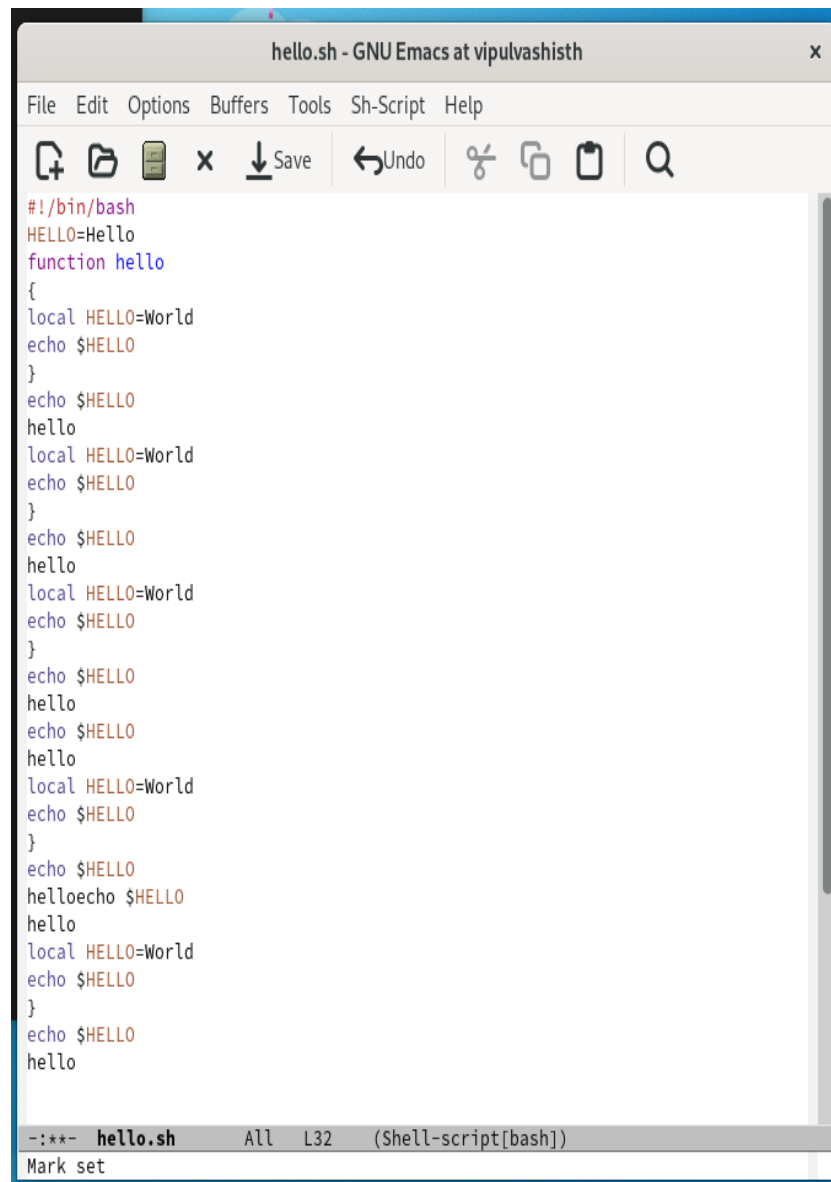 hello.sh - GNU Emacs at vipulvashisth x
File Edit Options Buffers Tools Sh-Script Help
Save Undo
#!/bin/bash
HELLO=Hello
function hello
{
local HELLO=World
echo $HELLO
}
echo $HELLO
hello
local HELLO=World
echo $HELLO
}
echo $HELLO
hello
local HELLO=World
echo $HELLO
}
echo $HELLO
hello
echo $HELLO
hello
local HELLO=World
echo $HELLO
}
echo $HELLO
helloecho $HELLO
hello
local HELLO=World
echo $HELLO
}
echo $HELLO
hello
-:**- hello.sh All L32 (Shell-script[bash])
Mark set